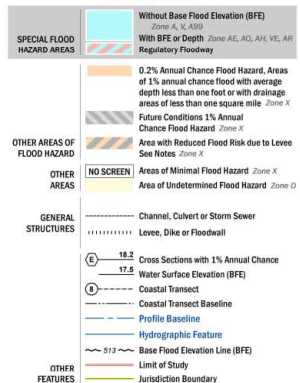 Without Base Flood Elevation (BFE)
Zone A, V, A99
With BFE or Depth Zone AE, AO, AH, VE, AR
Regulatory Floodway
SPECIAL FLOOD
HAZARD AREAS
0.2% Annual Chance Flood Hazard, Areas
of 1% annual chance flood with average
depth less than one foot or with drainage
areas of less than one square mile Zone X
Future Conditions 1% Annual
Chance Flood Hazard Zone X
Area with Reduced Flood Risk due to Levee
See Notes Zone X
OTHER AREAS OF
FLOOD HAZARD
NO SCREEN Areas of Minimal Flood Hazard Zone X
Area of Undetermined Flood Hazard Zone D
OTHER
AREAS
Channel, Culvert or Storm Sewer
Levee, Dike or Floodwall
GENERAL
STRUCTURES
E 18.2 Cross Sections with 1% Annual Chance
17.5 Water Surface Elevation (BFE)
8 Coastal Transect
Coastal Transect Baseline
Profile Baseline
Hydrographic Feature
513 Base Flood Elevation Line (BFE)
Limit of Study
Jurisdiction Boundary
OTHER
FEATURES